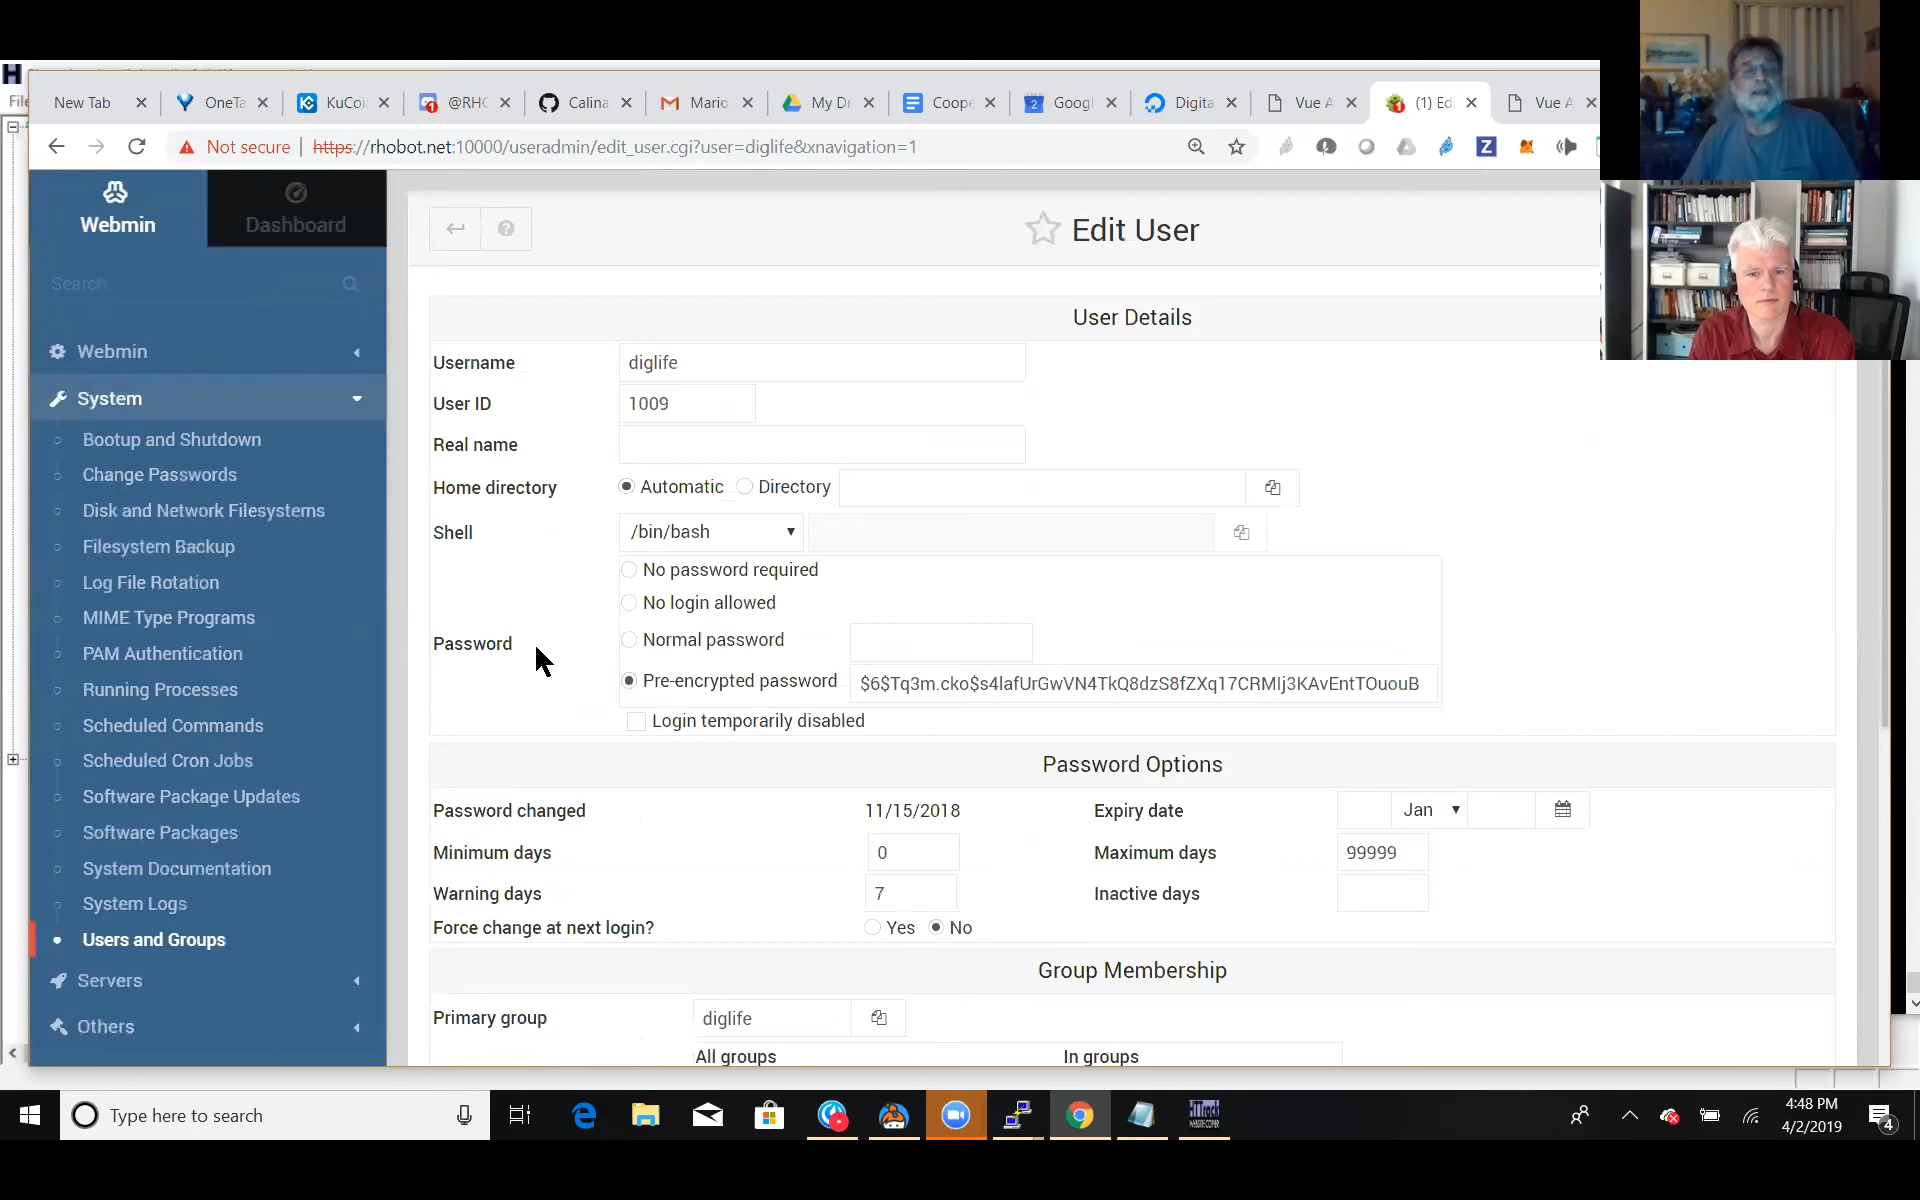 H
File
New Tab
OneTa
KuCoi
@RHC
Calina
Mario
My Dr
Coope
2
Googl
Digita
Vue A
(1) Edi
Vue A
Not secure
https://rhobot.net:10000/useradmin/edit_user.cgi?user=diglife&xnavigation=1
Z
Webmin
Dashboard
Search
Webmin
System
Bootup and Shutdown
Change Passwords
Disk and Network Filesystems
Filesystem Backup
Log File Rotation
MIME Type Programs
PAM Authentication
Running Processes
Scheduled Commands
Scheduled Cron Jobs
Software Package Updates
Software Packages
System Documentation
System Logs
Users and Groups
Servers
Others
Edit User
User Details
Username diglife
User ID 1009
Real name
Home directory Automatic Directory
Shell /bin/bash
Password
No password required
No login allowed
Normal password
Pre-encrypted password $6$Tq3m.cko$s4lafUrGwVN4TkQ8dzS8fZXq17CRMIj3KAvEntTOuouB
Login temporarily disabled
Password Options
Password changed 11/15/2018 Expiry date Jan
Minimum days 0 Maximum days 99999
Warning days 7 Inactive days
Force change at next login? Yes No
Group Membership
Primary group diglife
All groups In groups
Type here to search
HTTrack
WEBSITE COPIER
4:48 PM
4/2/2019
4